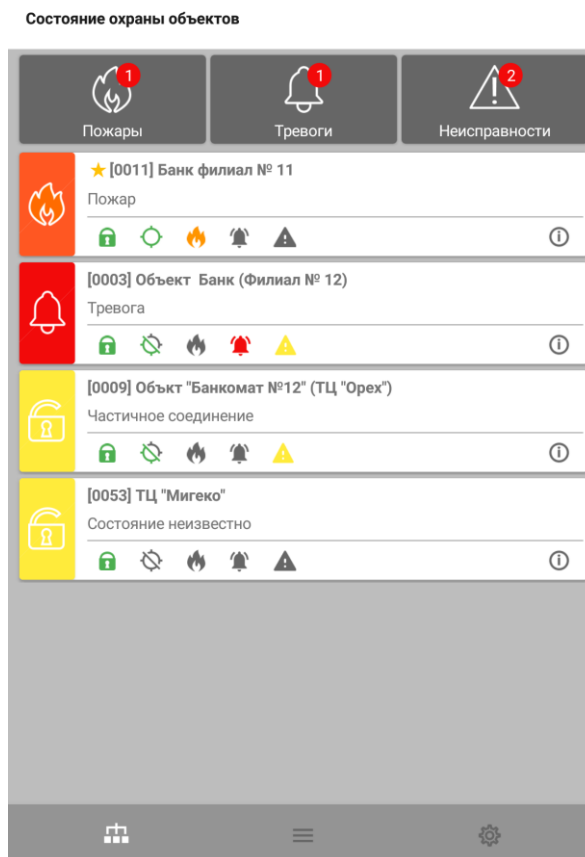 Состояние охраны объектов
1
1
2
Пожары
Тревоги
Неисправности
[0011] Банк филиал № 11
Пожар
[0003] Объект Банк (Филиал № 12)
Тревога
[0009] Объкт "Банкомат №12" (ТЦ "Орех")
Частичное соединение
[0053] ТЦ "Мигеко"
Состояние неизвестно